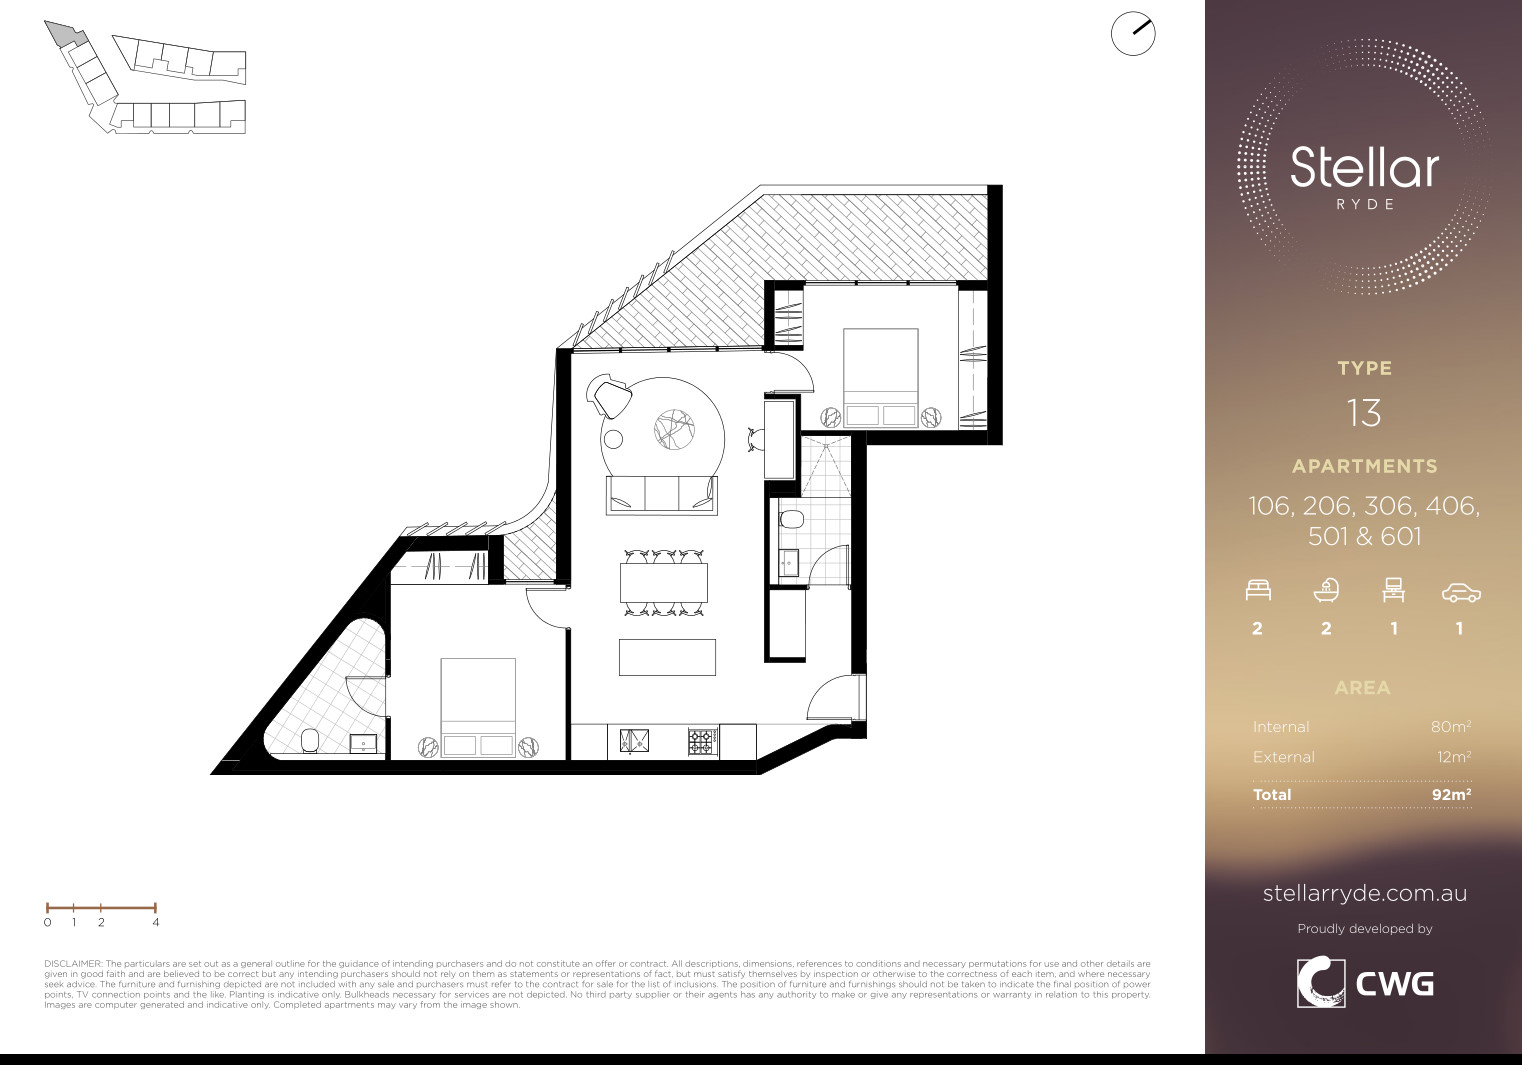 Stellar
RYDE
TYPE
13
APARTMENTS
106, 206, 306, 406,
501 & 601
2 2 1 1
AREA
Internal 80m²
External 12m²
Total 92m²
stellarryde.com.au
Proudly developed by
CWG
0 1 2 4
DISCLAIMER: The particulars are set out as a general outline for the guidance of intending purchasers and do not constitute an offer or contract. All descriptions, dimensions, references to conditions and necessary permutations for use and other details are
given in good faith and are believed to be correct but any intending purchasers should not rely on them as statements or representations of fact, but must satisfy themselves by inspection or otherwise to the correctness of each item, and where necessary
seek advice. The furniture and furnishing depicted are not included with any sale and purchasers must refer to the contract for sale for the list of inclusions. The position of furniture and furnishings should not be taken to indicate the final position of power
points, TV connection points and the like. Planting is indicative only. Bulkheads necessary for services are not depicted. No third party supplier or their agents has any authority to make or give any representations or warranty in relation to this property.
Images are computer generated and indicative only. Completed apartments may vary from the image shown.